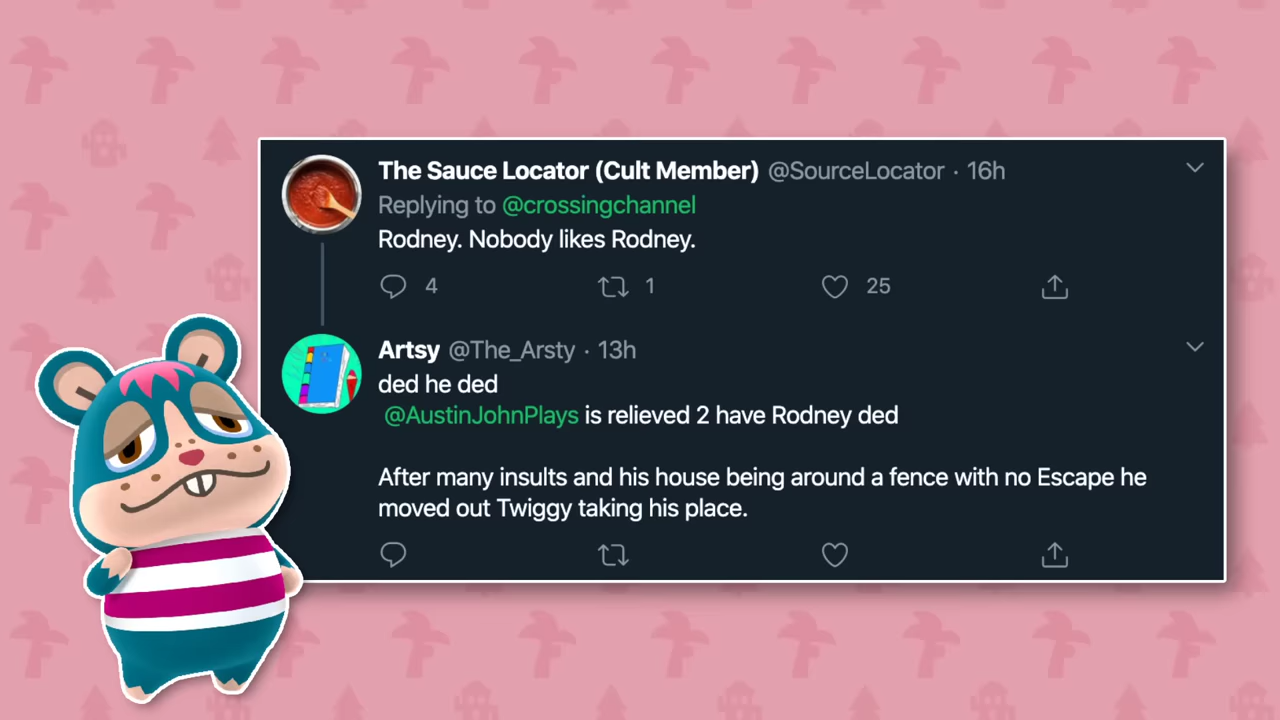 The Sauce Locator (Cult Member) @SourceLocator · 16h
Replying to @crossingchannel
Rodney. Nobody likes Rodney.
4 1 25
Artsy @The_Arsty · 13h
ded he ded
@AustinJohnPlays is relieved 2 have Rodney ded
After many insults and his house being around a fence with no Escape he
moved out Twiggy taking his place.